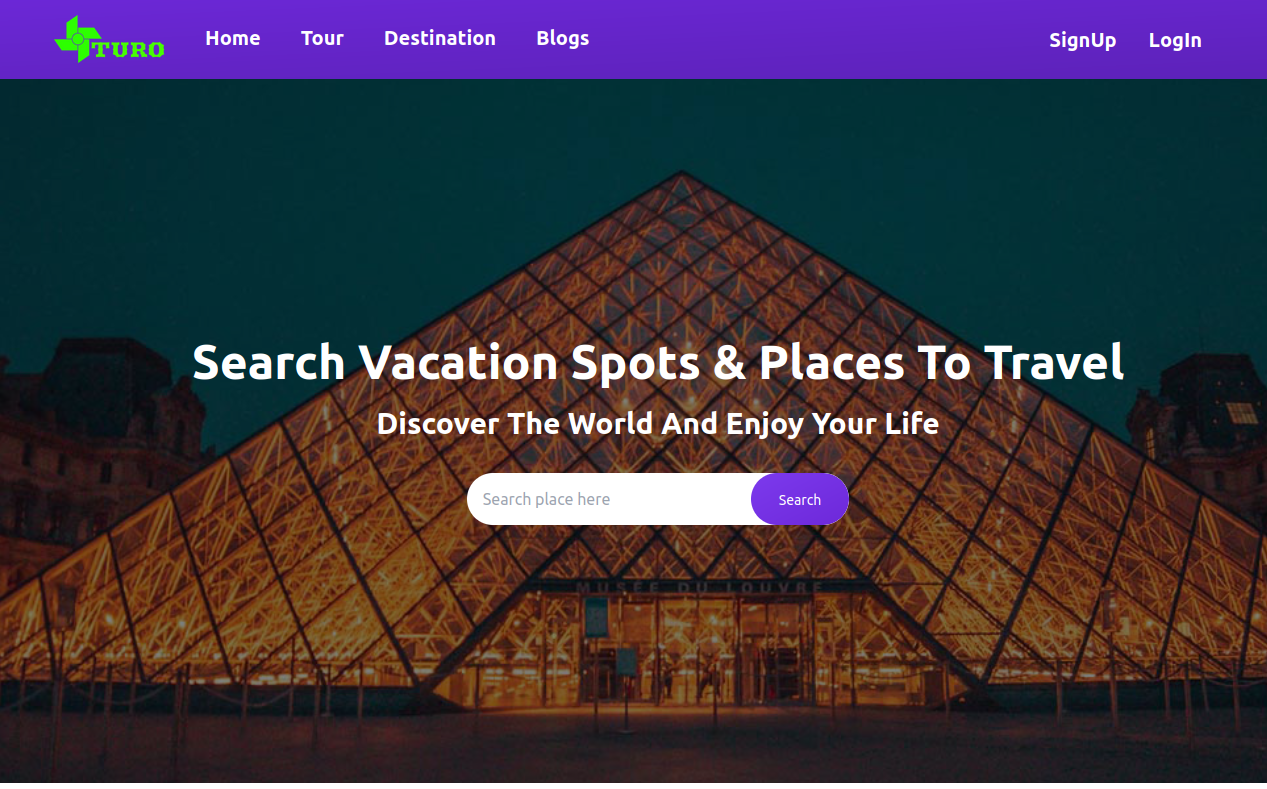 TURO
Home Tour Destination Blogs
SignUp LogIn
Search Vacation Spots & Places To Travel
Discover The World And Enjoy Your Life
Search place here
Search
MUSEE DU LOUVRE